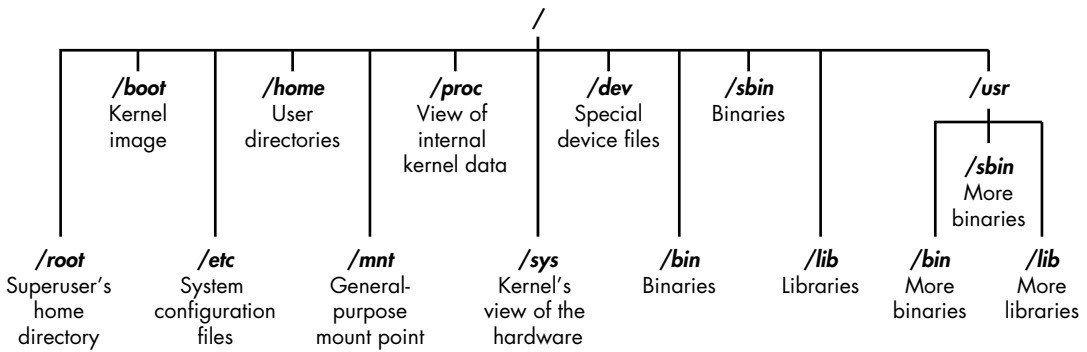 /
/boot
Kernel
image
/home
User
directories
/proc
View of
internal
kernel data
/dev
Special
device files
/sbin
Binaries
/usr
/sbin
More
binaries
/root
Superuser's
home
directory
/etc
System
configuration
files
/mnt
General-
purpose
mount point
/sys
Kernel's
view of the
hardware
/bin
Binaries
/lib
Libraries
/bin
More
binaries
/lib
More
libraries